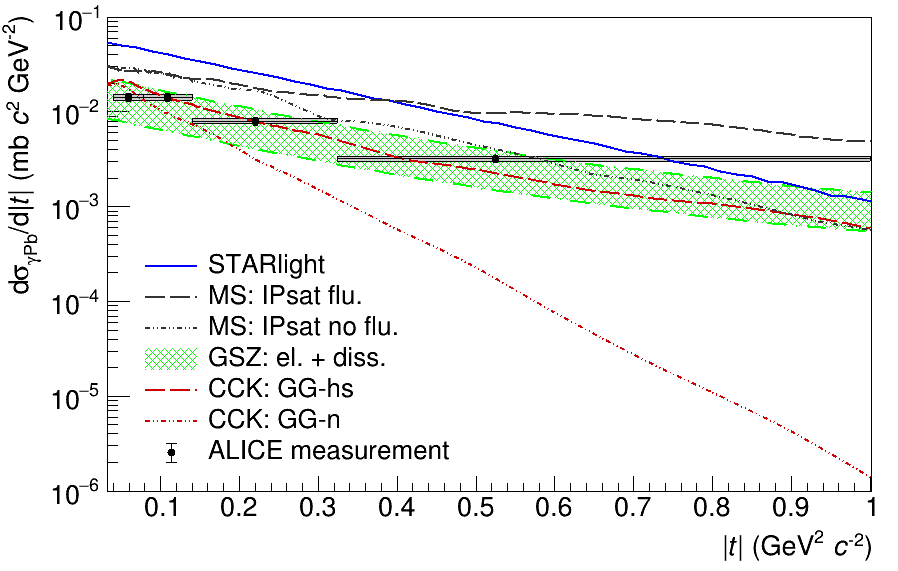 dσγPb/d|t| (mb c² GeV⁻²)
10⁻¹
10⁻²
10⁻³
10⁻⁴
10⁻⁵
10⁻⁶
STARlight
MS: IPsat flu.
MS: IPsat no flu.
GSZ: el. + diss.
CCK: GG-hs
CCK: GG-n
ALICE measurement
0.1 0.2 0.3 0.4 0.5 0.6 0.7 0.8 0.9 1
|t| (GeV² c⁻²)